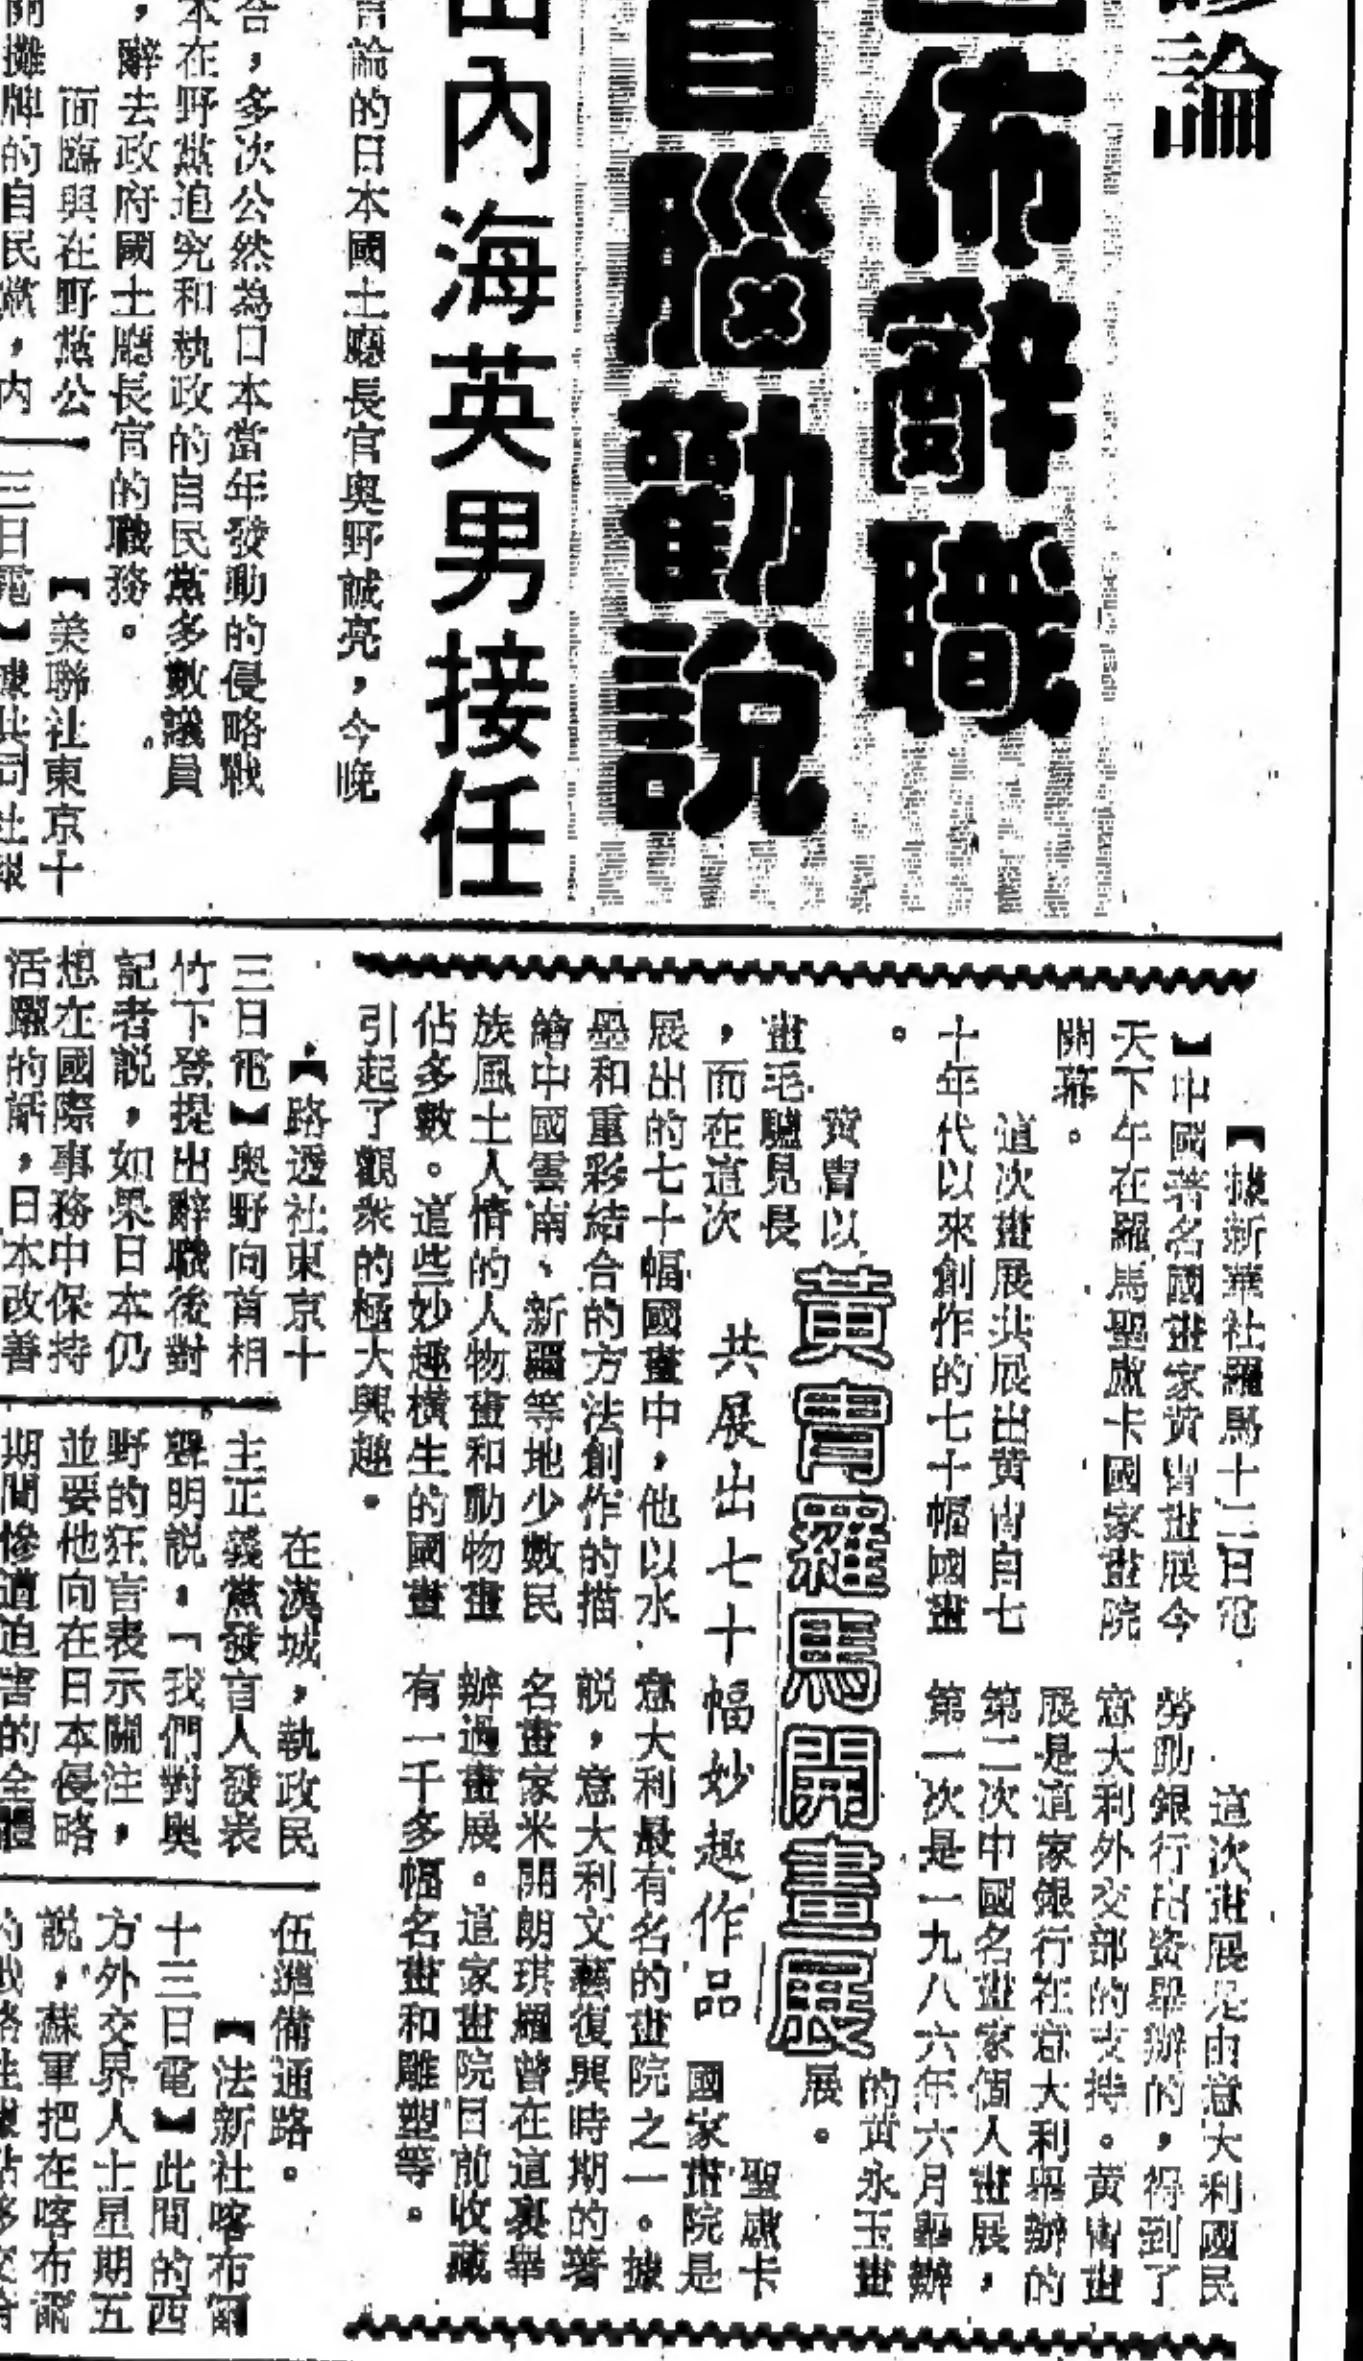 論
佈辭職
首腦勸說
內海英男接任
言論的日本國土廳長官奧野誠亮，今晚
，多次公然為日本當年發動的侵略戰
本在野黨追究和執政的自民黨多數議員
，辭去政府國土廳長官的職務。
面臨與在野黨公
開攤牌的自民黨，內
【美聯社東京十
三日電】據共同社報
【路透社東京十
三日電】奧野向首相
竹下登提出辭職後對
記者說，如果日本仍
想在國際事務中保持
活躍的話，日本改善
在漢城，執政民
主正義黨發言人發表
聲明說，「我們對奧
野的狂言表示關注，
並要他向在日本侵略
期間慘遭迫害的全體
伍進備通路。
【法新社喀布爾
十三日電】此間的西
方外交界人士星期五
說，蘇軍把在喀布爾
黃冑羅馬開畫展
共展出七十幅妙趣作品
【據新華社羅馬十三日電
】中國著名國畫家黃冑畫展今
天下午在羅馬聖盧卡國家畫院
開幕。
這次畫展共展出黃冑自七
十年代以來創作的七十幅國畫
。
黃冑以
畫毛驢見長
，而在這次
展出的七十幅國畫中，他以水
墨和重彩結合的方法創作的描
繪中國雲南、新疆等地少數民
族風土人情的人物畫和動物畫
佔多數。這些妙趣橫生的國畫
引起了觀衆的極大興趣。
這次畫展是由意大利國民
勞動銀行出資舉辦的，得到了
意大利外交部的支持。黃冑畫
展是這家銀行在意大利舉辦的
第二次中國名畫家個人畫展，
第一次是一九八六年六月舉辦
的黃永玉畫
展。
聖盧卡
國家畫院是
意大利最有名的畫院之一。據
說，意大利文藝復興時期的著
名畫家米開朗琪羅曾在這裏舉
辦過畫展。這家畫院目前收藏
有一千多幅名畫和雕塑等。